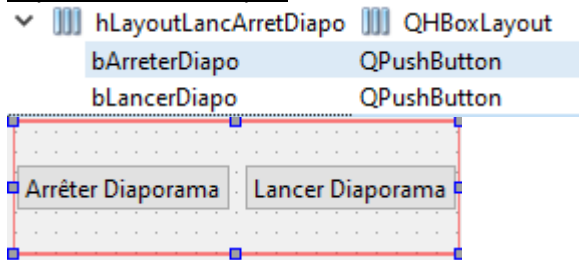 hLayoutLancArretDiapo QHBoxLayout
bArreterDiapo QPushButton
bLancerDiapo QPushButton
Arrêter Diaporama Lancer Diaporama